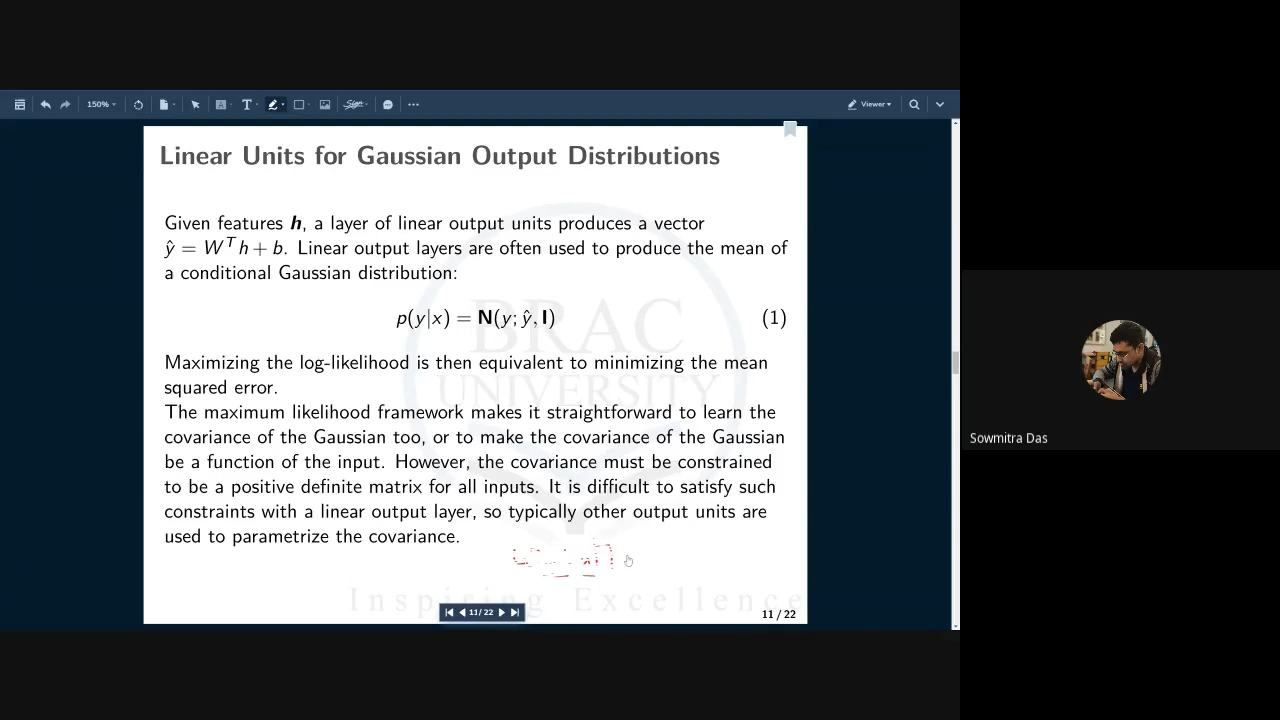 150%
T
Sign
Viewer
Linear Units for Gaussian Output Distributions
Given features h, a layer of linear output units produces a vector
ŷ = Wᵀh + b. Linear output layers are often used to produce the mean of
a conditional Gaussian distribution:
p(y|x) = N(y; ŷ, I) (1)
Maximizing the log-likelihood is then equivalent to minimizing the mean
squared error.
The maximum likelihood framework makes it straightforward to learn the
covariance of the Gaussian too, or to make the covariance of the Gaussian
be a function of the input. However, the covariance must be constrained
to be a positive definite matrix for all inputs. It is difficult to satisfy such
constraints with a linear output layer, so typically other output units are
used to parametrize the covariance.
BRAC
UNIVERSITY
Inspiring Excellence
11/22
11 / 22
Sowmitra Das